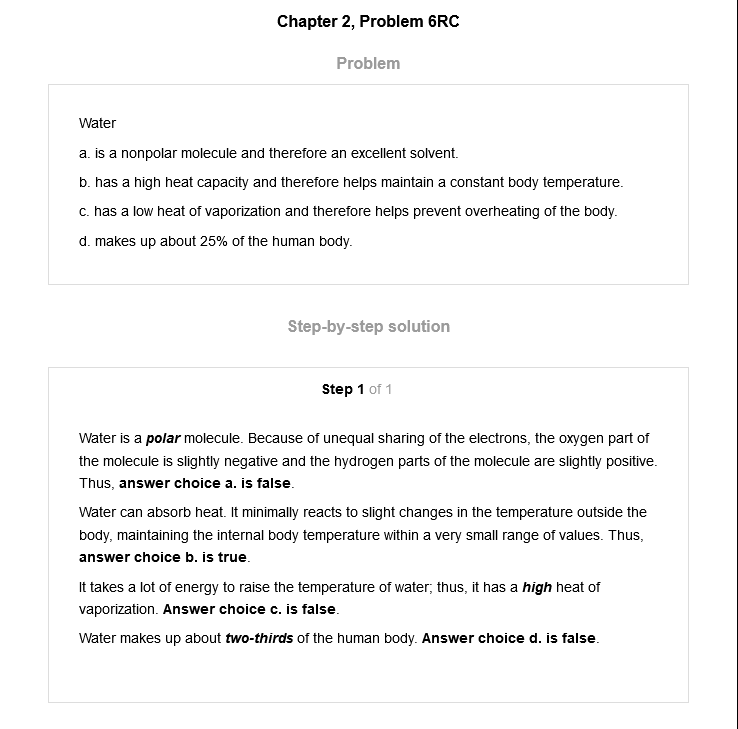 Chapter 2, Problem 6RC
Problem
Water
a. is a nonpolar molecule and therefore an excellent solvent.
b. has a high heat capacity and therefore helps maintain a constant body temperature.
c. has a low heat of vaporization and therefore helps prevent overheating of the body.
d. makes up about 25% of the human body.
Step-by-step solution
Step 1 of 1
Water is a polar molecule. Because of unequal sharing of the electrons, the oxygen part of
the molecule is slightly negative and the hydrogen parts of the molecule are slightly positive.
Thus, answer choice a. is false.
Water can absorb heat. It minimally reacts to slight changes in the temperature outside the
body, maintaining the internal body temperature within a very small range of values. Thus,
answer choice b. is true.
It takes a lot of energy to raise the temperature of water; thus, it has a high heat of
vaporization. Answer choice c. is false.
Water makes up about two-thirds of the human body. Answer choice d. is false.